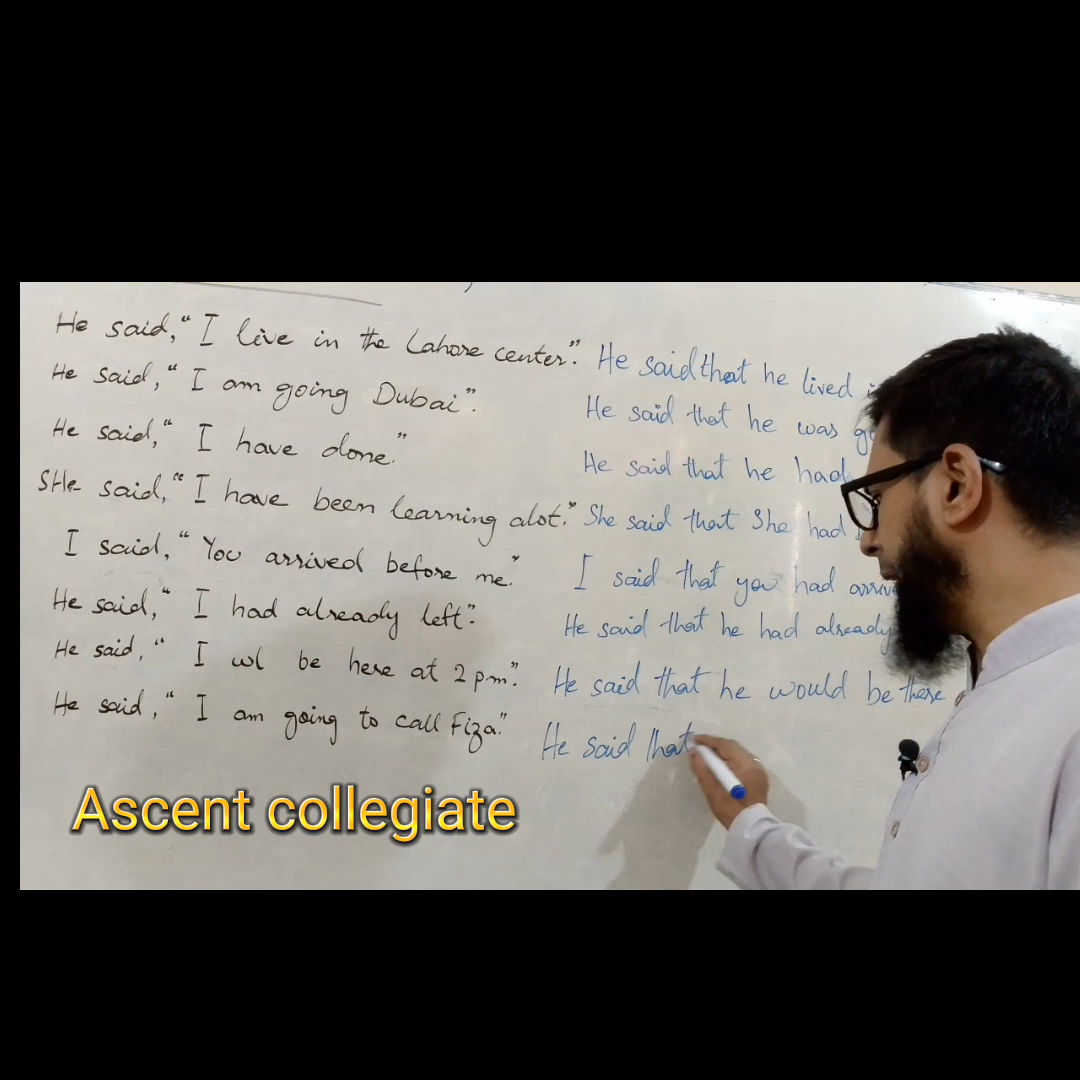 He said, “I live in the Lahore center”.
He said, “I am going Dubai”.
He said, “I have done”.
SHe said, “I have been learning alot.”
I said, “You arrived before me.”
He said, “I had already left”.
He said, “I wl be here at 2 pm”.
He said, “I am going to call Fiza.”
He said that he lived
He said that he was
He said that he had
She said that She had
I said that you had
He said that he had already
He said that he would be there
He said that
Ascent collegiate